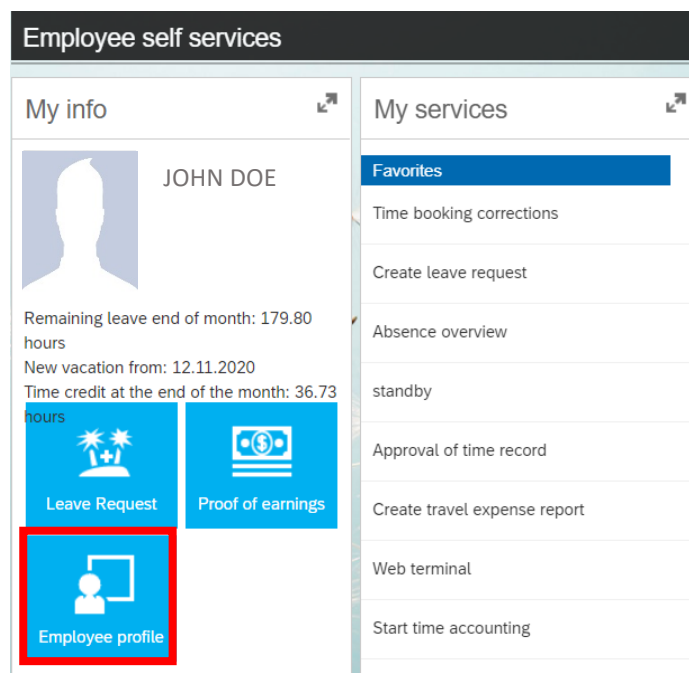 Employee self services
My info
JOHN DOE
Remaining leave end of month: 179.80
hours
New vacation from: 12.11.2020
Time credit at the end of the month: 36.73
hours
Leave Request
Proof of earnings
Employee profile
My services
Favorites
Time booking corrections
Create leave request
Absence overview
standby
Approval of time record
Create travel expense report
Web terminal
Start time accounting